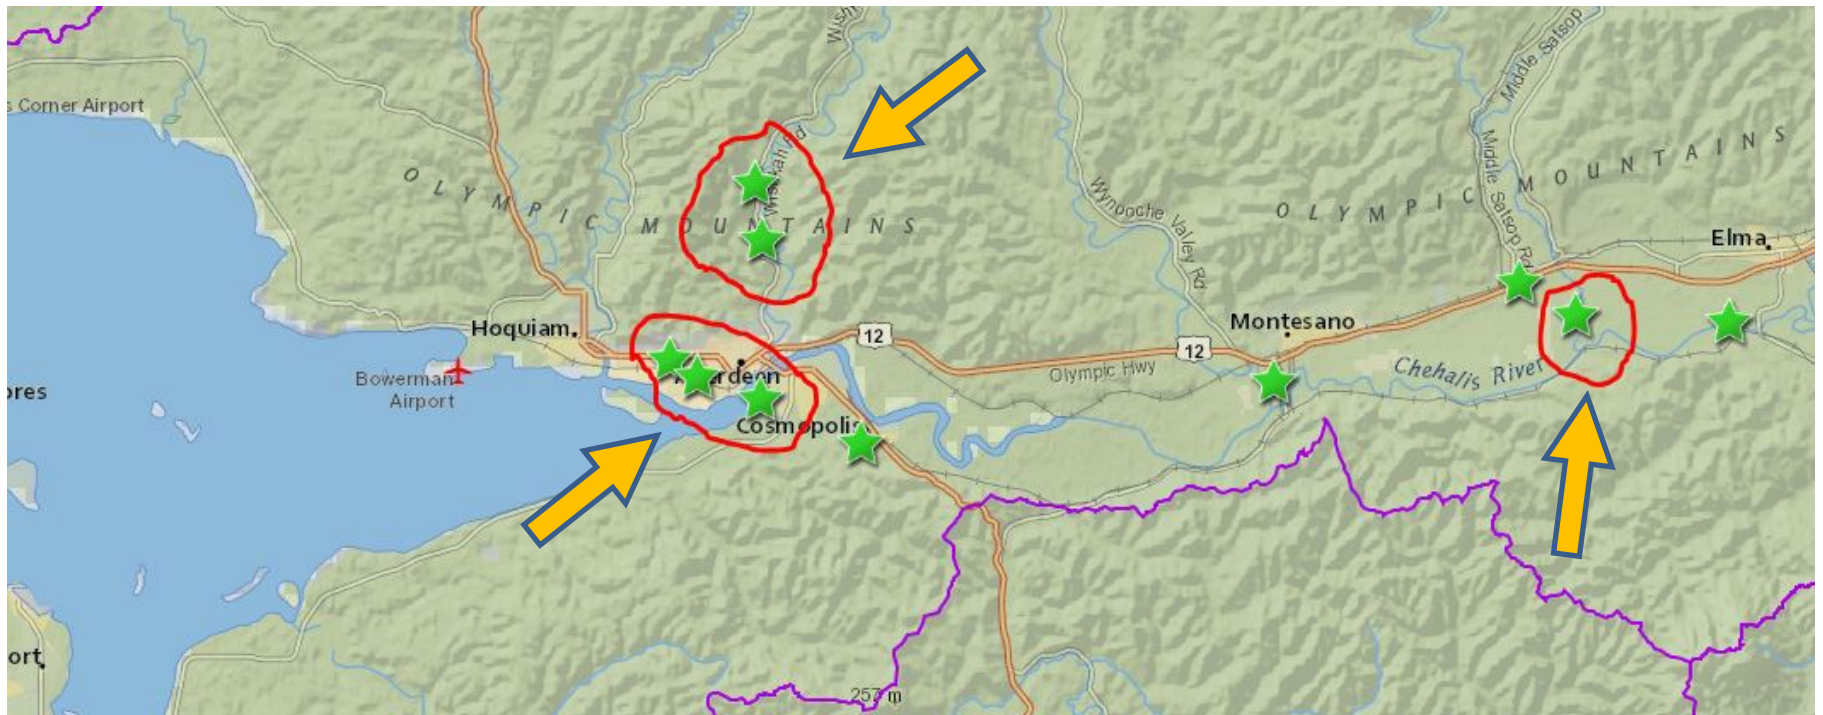 Wish
Middle Satsop
s Corner Airport
OLYMPIC MOUNTAINS
Wynooche Valley Rd
Middle Satsop Rd
OLYMPIC MOUNTAINS
Elma
Hoquiam
12
Montesano
12
Bowerman
Airport
Olympic Hwy
Chehalis River
ores
Cosmopolis
ort
257 m